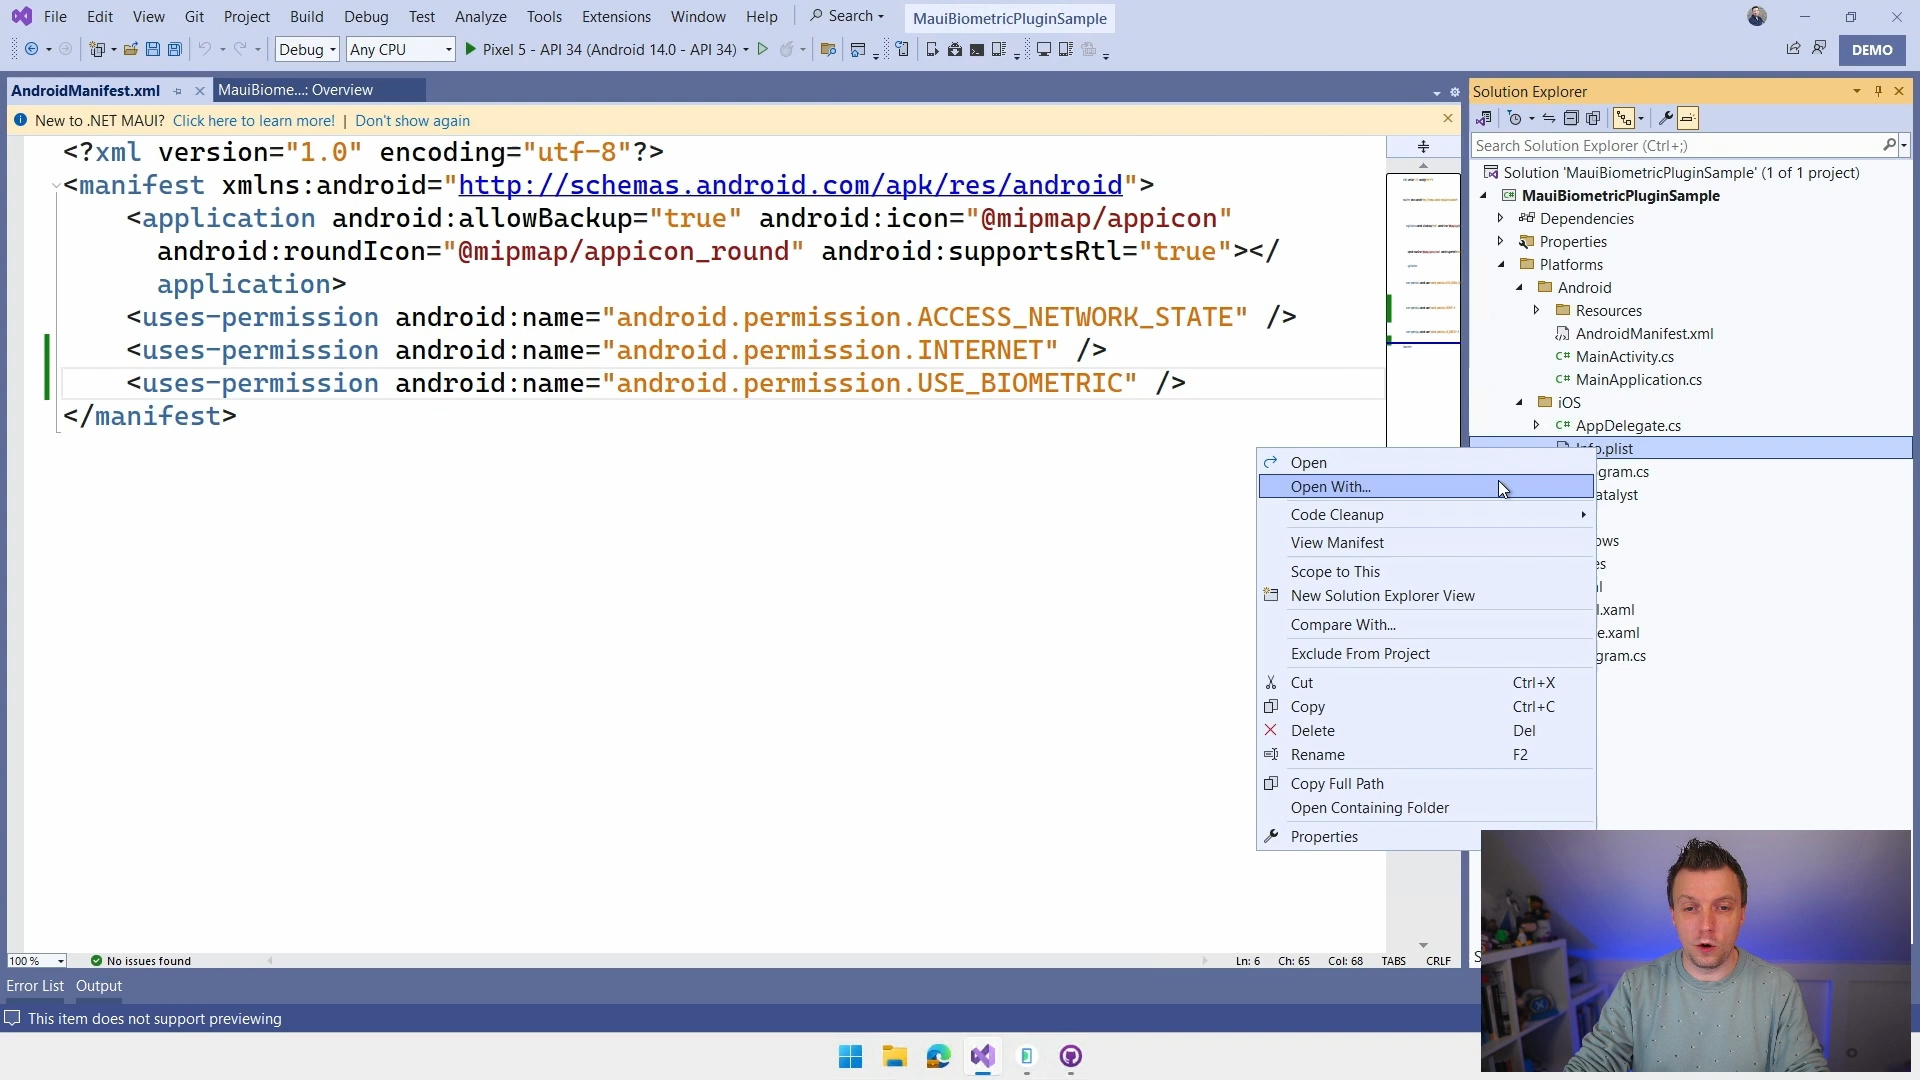 File Edit View Git Project Build Debug Test Analyze Tools Extensions Window Help Search MauiBiometricPluginSample
Debug Any CPU Pixel 5 - API 34 (Android 14.0 - API 34) DEMO
AndroidManifest.xml MauiBiome...: Overview
New to .NET MAUI? Click here to learn more! | Don't show again
<?xml version="1.0" encoding="utf-8"?>
<manifest xmlns:android="http://schemas.android.com/apk/res/android">
<application android:allowBackup="true" android:icon="@mipmap/appicon"
android:roundIcon="@mipmap/appicon_round" android:supportsRtl="true"></
application>
<uses-permission android:name="android.permission.ACCESS_NETWORK_STATE" />
<uses-permission android:name="android.permission.INTERNET" />
<uses-permission android:name="android.permission.USE_BIOMETRIC" />
</manifest>
Solution Explorer
Search Solution Explorer (Ctrl+;)
Solution 'MauiBiometricPluginSample' (1 of 1 project)
MauiBiometricPluginSample
Dependencies
Properties
Platforms
Android
Resources
AndroidManifest.xml
C# MainActivity.cs
C# MainApplication.cs
iOS
C# AppDelegate.cs
Info.plist
gram.cs
atalyst
ows
es
l.xaml
e.xaml
gram.cs
Open
Open With...
Code Cleanup
View Manifest
Scope to This
New Solution Explorer View
Compare With...
Exclude From Project
Cut Ctrl+X
Copy Ctrl+C
Delete Del
Rename F2
Copy Full Path
Open Containing Folder
Properties
100 % No issues found Ln: 6 Ch: 65 Col: 68 TABS CRLF
Error List Output
This item does not support previewing